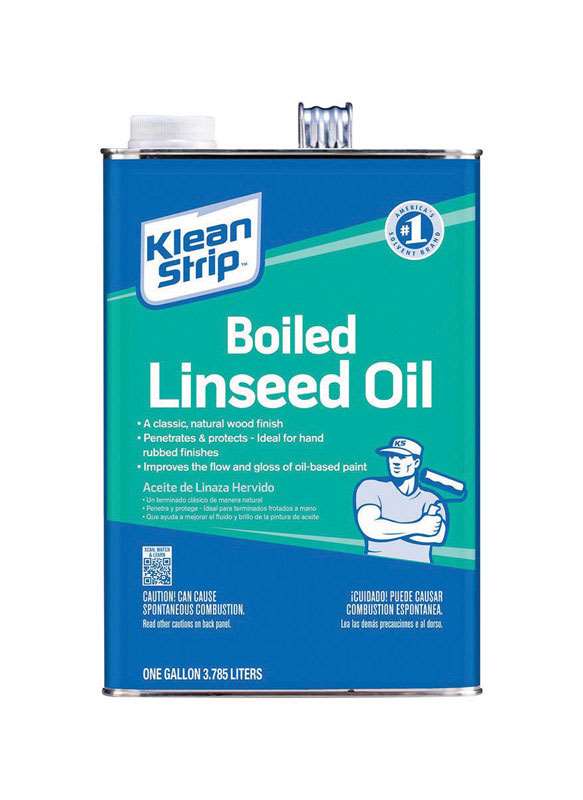 Klean
Strip™
AMERICA'S
#1
SOLVENT BRAND
Boiled
Linseed Oil
• A classic, natural wood finish
• Penetrates & protects - Ideal for hand
rubbed finishes
• Improves the flow and gloss of oil-based paint
Aceite de Linaza Hervido
• Un terminado clásico de manera natural
• Penetra y protege - Ideal para terminados frotados a mano
• Que ayuda a mejorar el fluido y brillo de la pintura de aceite
KS
SCAN, WATCH
& LEARN
CAUTION! CAN CAUSE
SPONTANEOUS COMBUSTION.
Read other cautions on back panel.
¡CUIDADO! PUEDE CAUSAR
COMBUSTION ESPONTANEA.
Lea las demás precauciones e al dorso.
ONE GALLON 3.785 LITERS